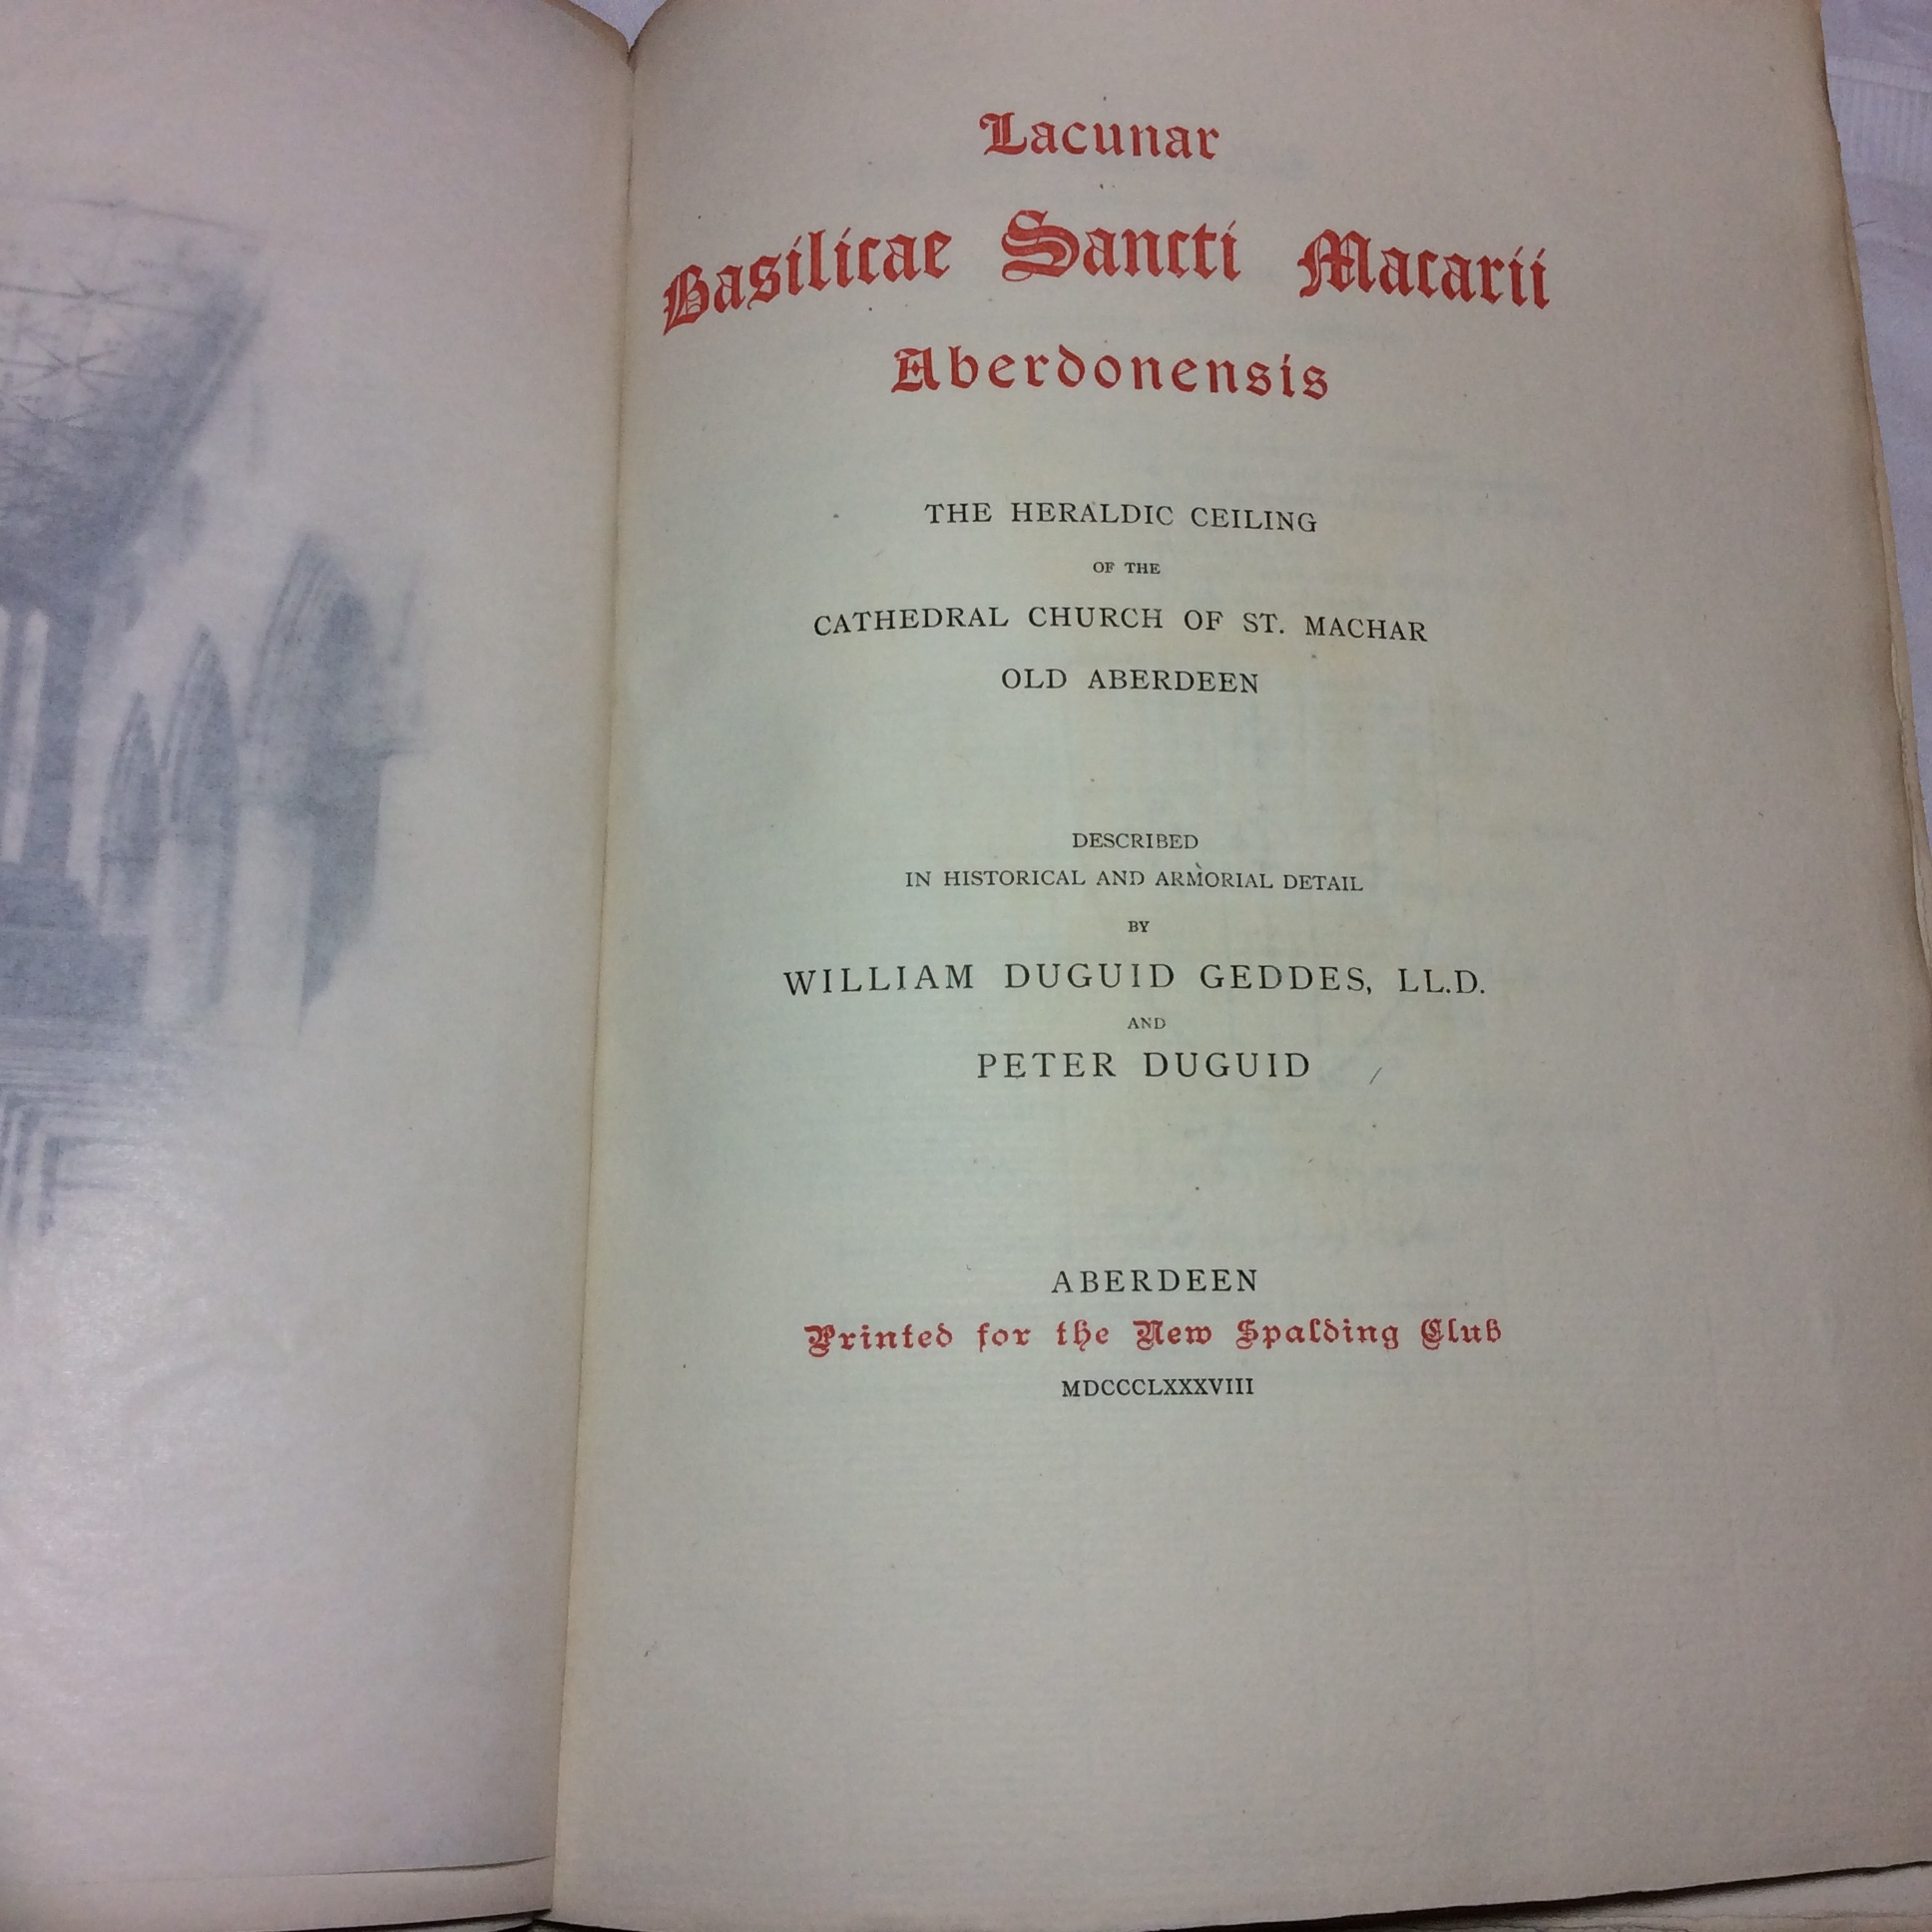 Lacunar
Basilicae Sancti Macarii
Aberdonensis
THE HERALDIC CEILING
OF THE
CATHEDRAL CHURCH OF ST. MACHAR
OLD ABERDEEN
DESCRIBED
IN HISTORICAL AND ARMORIAL DETAIL
BY
WILLIAM DUGUID GEDDES, LL.D.
AND
PETER DUGUID
ABERDEEN
Printed for the New Spalding Club
MDCCCLXXXVIII